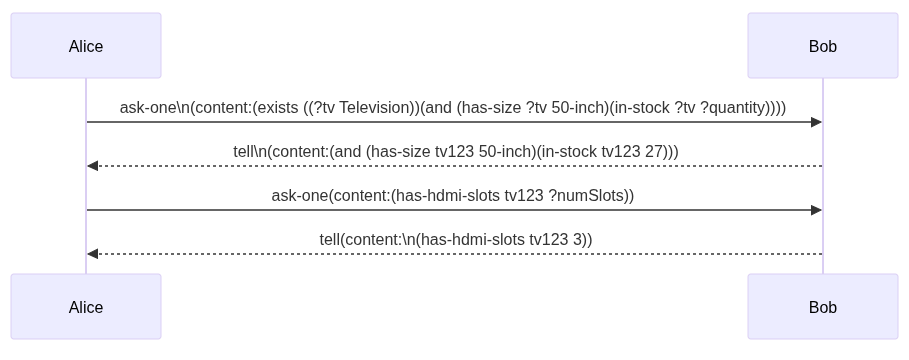 Alice
Bob
ask-one\n(content:(exists ((?tv Television))(and (has-size ?tv 50-inch)(in-stock ?tv ?quantity))))
tell\n(content:(and (has-size tv123 50-inch)(in-stock tv123 27)))
ask-one(content:(has-hdmi-slots tv123 ?numSlots))
tell(content:\n(has-hdmi-slots tv123 3))
Alice
Bob